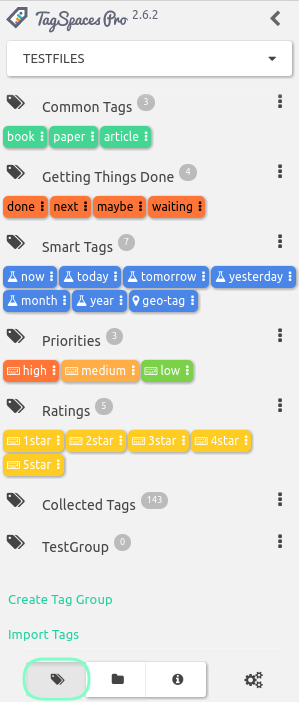 TagSpaces Pro 2.6.2
TESTFILES
Common Tags 3
book paper article
Getting Things Done 4
done next maybe waiting
Smart Tags 7
now today tomorrow yesterday
month year geo-tag
Priorities 3
high medium low
Ratings 5
1star 2star 3star 4star
5star
Collected Tags 143
TestGroup 0
Create Tag Group
Import Tags